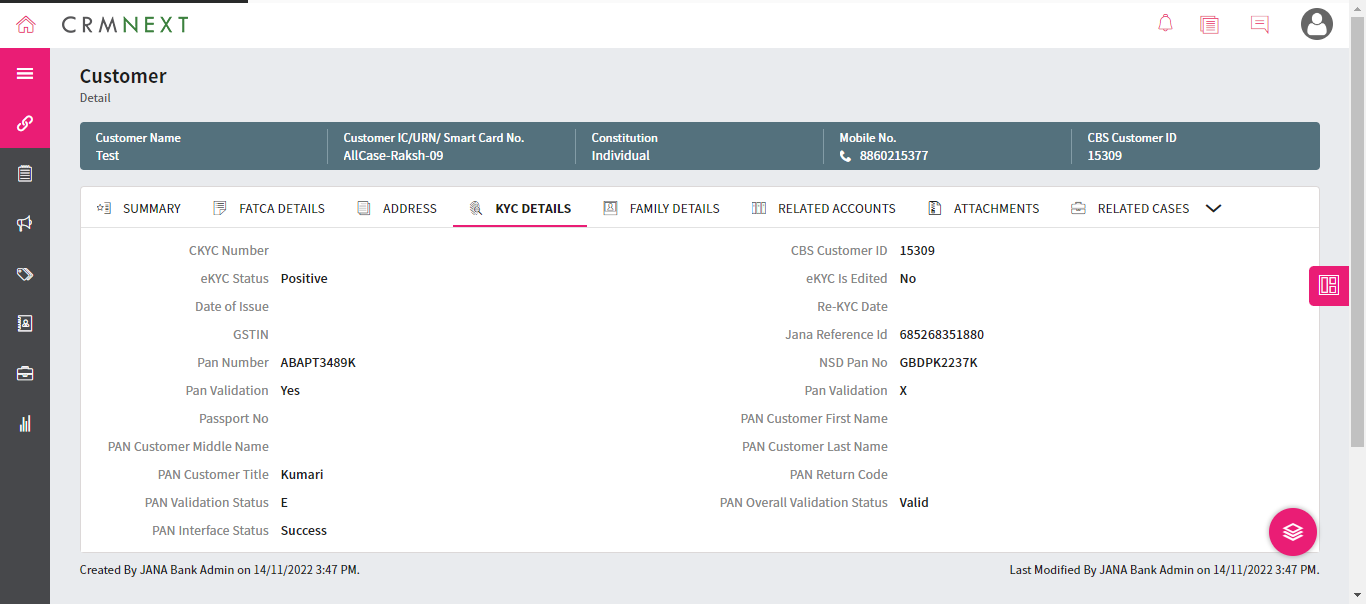 CRMNEXT
Customer
Detail
Customer Name Customer IC/URN/ Smart Card No. Constitution Mobile No. CBS Customer ID
Test AllCase-Raksh-09 Individual 8860215377 15309
SUMMARY FATCA DETAILS ADDRESS KYC DETAILS FAMILY DETAILS RELATED ACCOUNTS ATTACHMENTS RELATED CASES
CKYC Number CBS Customer ID 15309
eKYC Status Positive eKYC Is Edited No
Date of Issue Re-KYC Date
GSTIN Jana Reference Id 685268351880
Pan Number ABAPT3489K NSD Pan No GBDPK2237K
Pan Validation Yes Pan Validation X
Passport No PAN Customer First Name
PAN Customer Middle Name PAN Customer Last Name
PAN Customer Title Kumari PAN Return Code
PAN Validation Status E PAN Overall Validation Status Valid
PAN Interface Status Success
Created By JANA Bank Admin on 14/11/2022 3:47 PM. Last Modified By JANA Bank Admin on 14/11/2022 3:47 PM.